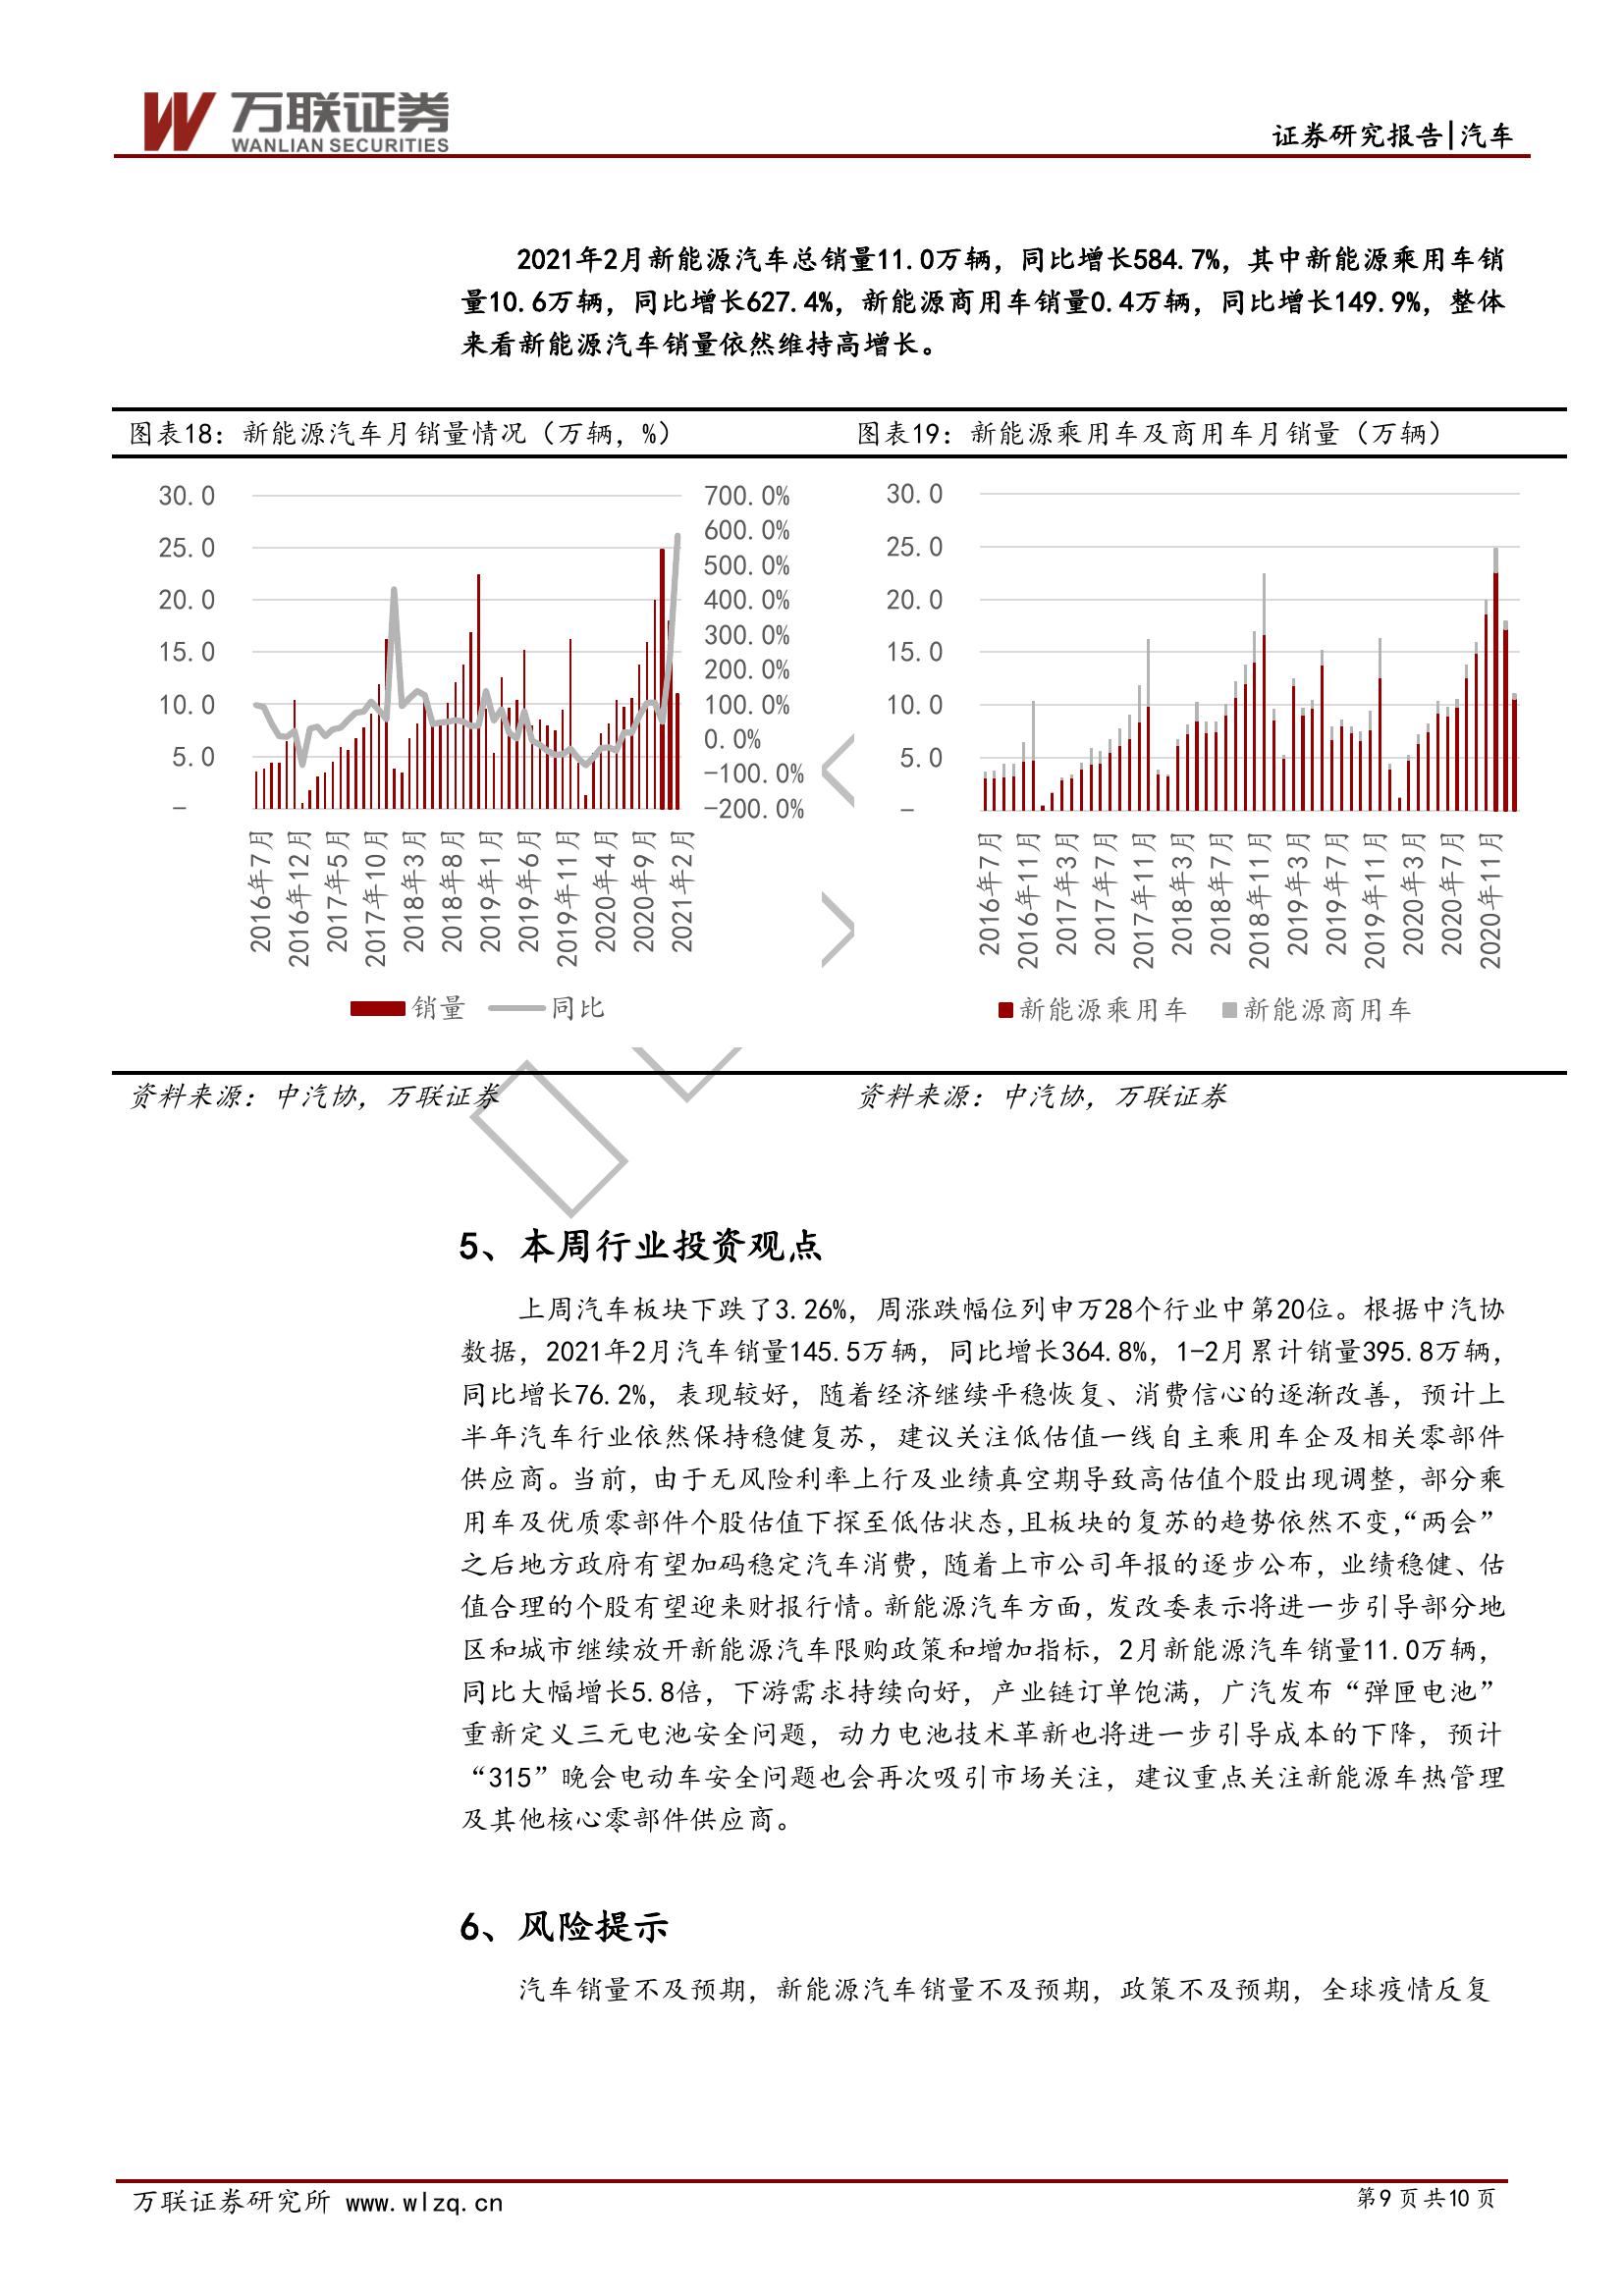 万联证券
WANLIAN SECURITIES
证券研究报告|汽车
2021年2月新能源汽车总销量11.0万辆，同比增长584.7%，其中新能源乘用车销
量10.6万辆，同比增长627.4%，新能源商用车销量0.4万辆，同比增长149.9%，整体
来看新能源汽车销量依然维持高增长。
图表18：新能源汽车月销量情况（万辆，%）
30.0
25.0
20.0
15.0
10.0
5.0
-
700.0%
600.0%
500.0%
400.0%
300.0%
200.0%
100.0%
0.0%
-100.0%
-200.0%
2016年7月
2016年12月
2017年5月
2017年10月
2018年3月
2018年8月
2019年1月
2019年6月
2019年11月
2020年4月
2020年9月
2021年2月
销量 同比
资料来源：中汽协，万联证券
图表19：新能源乘用车及商用车月销量（万辆）
30.0
25.0
20.0
15.0
10.0
5.0
-
2016年7月
2016年11月
2017年3月
2017年7月
2017年11月
2018年3月
2018年7月
2018年11月
2019年3月
2019年7月
2019年11月
2020年3月
2020年7月
2020年11月
新能源乘用车 新能源商用车
资料来源：中汽协，万联证券
5、本周行业投资观点
上周汽车板块下跌了3.26%，周涨跌幅位列申万28个行业中第20位。根据中汽协
数据，2021年2月汽车销量145.5万辆，同比增长364.8%，1-2月累计销量395.8万辆，
同比增长76.2%，表现较好，随着经济继续平稳恢复、消费信心的逐渐改善，预计上
半年汽车行业依然保持稳健复苏，建议关注低估值一线自主乘用车企及相关零部件
供应商。当前，由于无风险利率上行及业绩真空期导致高估值个股出现调整，部分乘
用车及优质零部件个股估值下探至低估状态，且板块的复苏的趋势依然不变，“两会”
之后地方政府有望加码稳定汽车消费，随着上市公司年报的逐步公布，业绩稳健、估
值合理的个股有望迎来财报行情。新能源汽车方面，发改委表示将进一步引导部分地
区和城市继续放开新能源汽车限购政策和增加指标，2月新能源汽车销量11.0万辆，
同比大幅增长5.8倍，下游需求持续向好，产业链订单饱满，广汽发布“弹匣电池”
重新定义三元电池安全问题，动力电池技术革新也将进一步引导成本的下降，预计
“315”晚会电动车安全问题也会再次吸引市场关注，建议重点关注新能源车热管理
及其他核心零部件供应商。
6、风险提示
汽车销量不及预期，新能源汽车销量不及预期，政策不及预期，全球疫情反复
万联证券研究所 www.wlzq.cn
第9页共10页